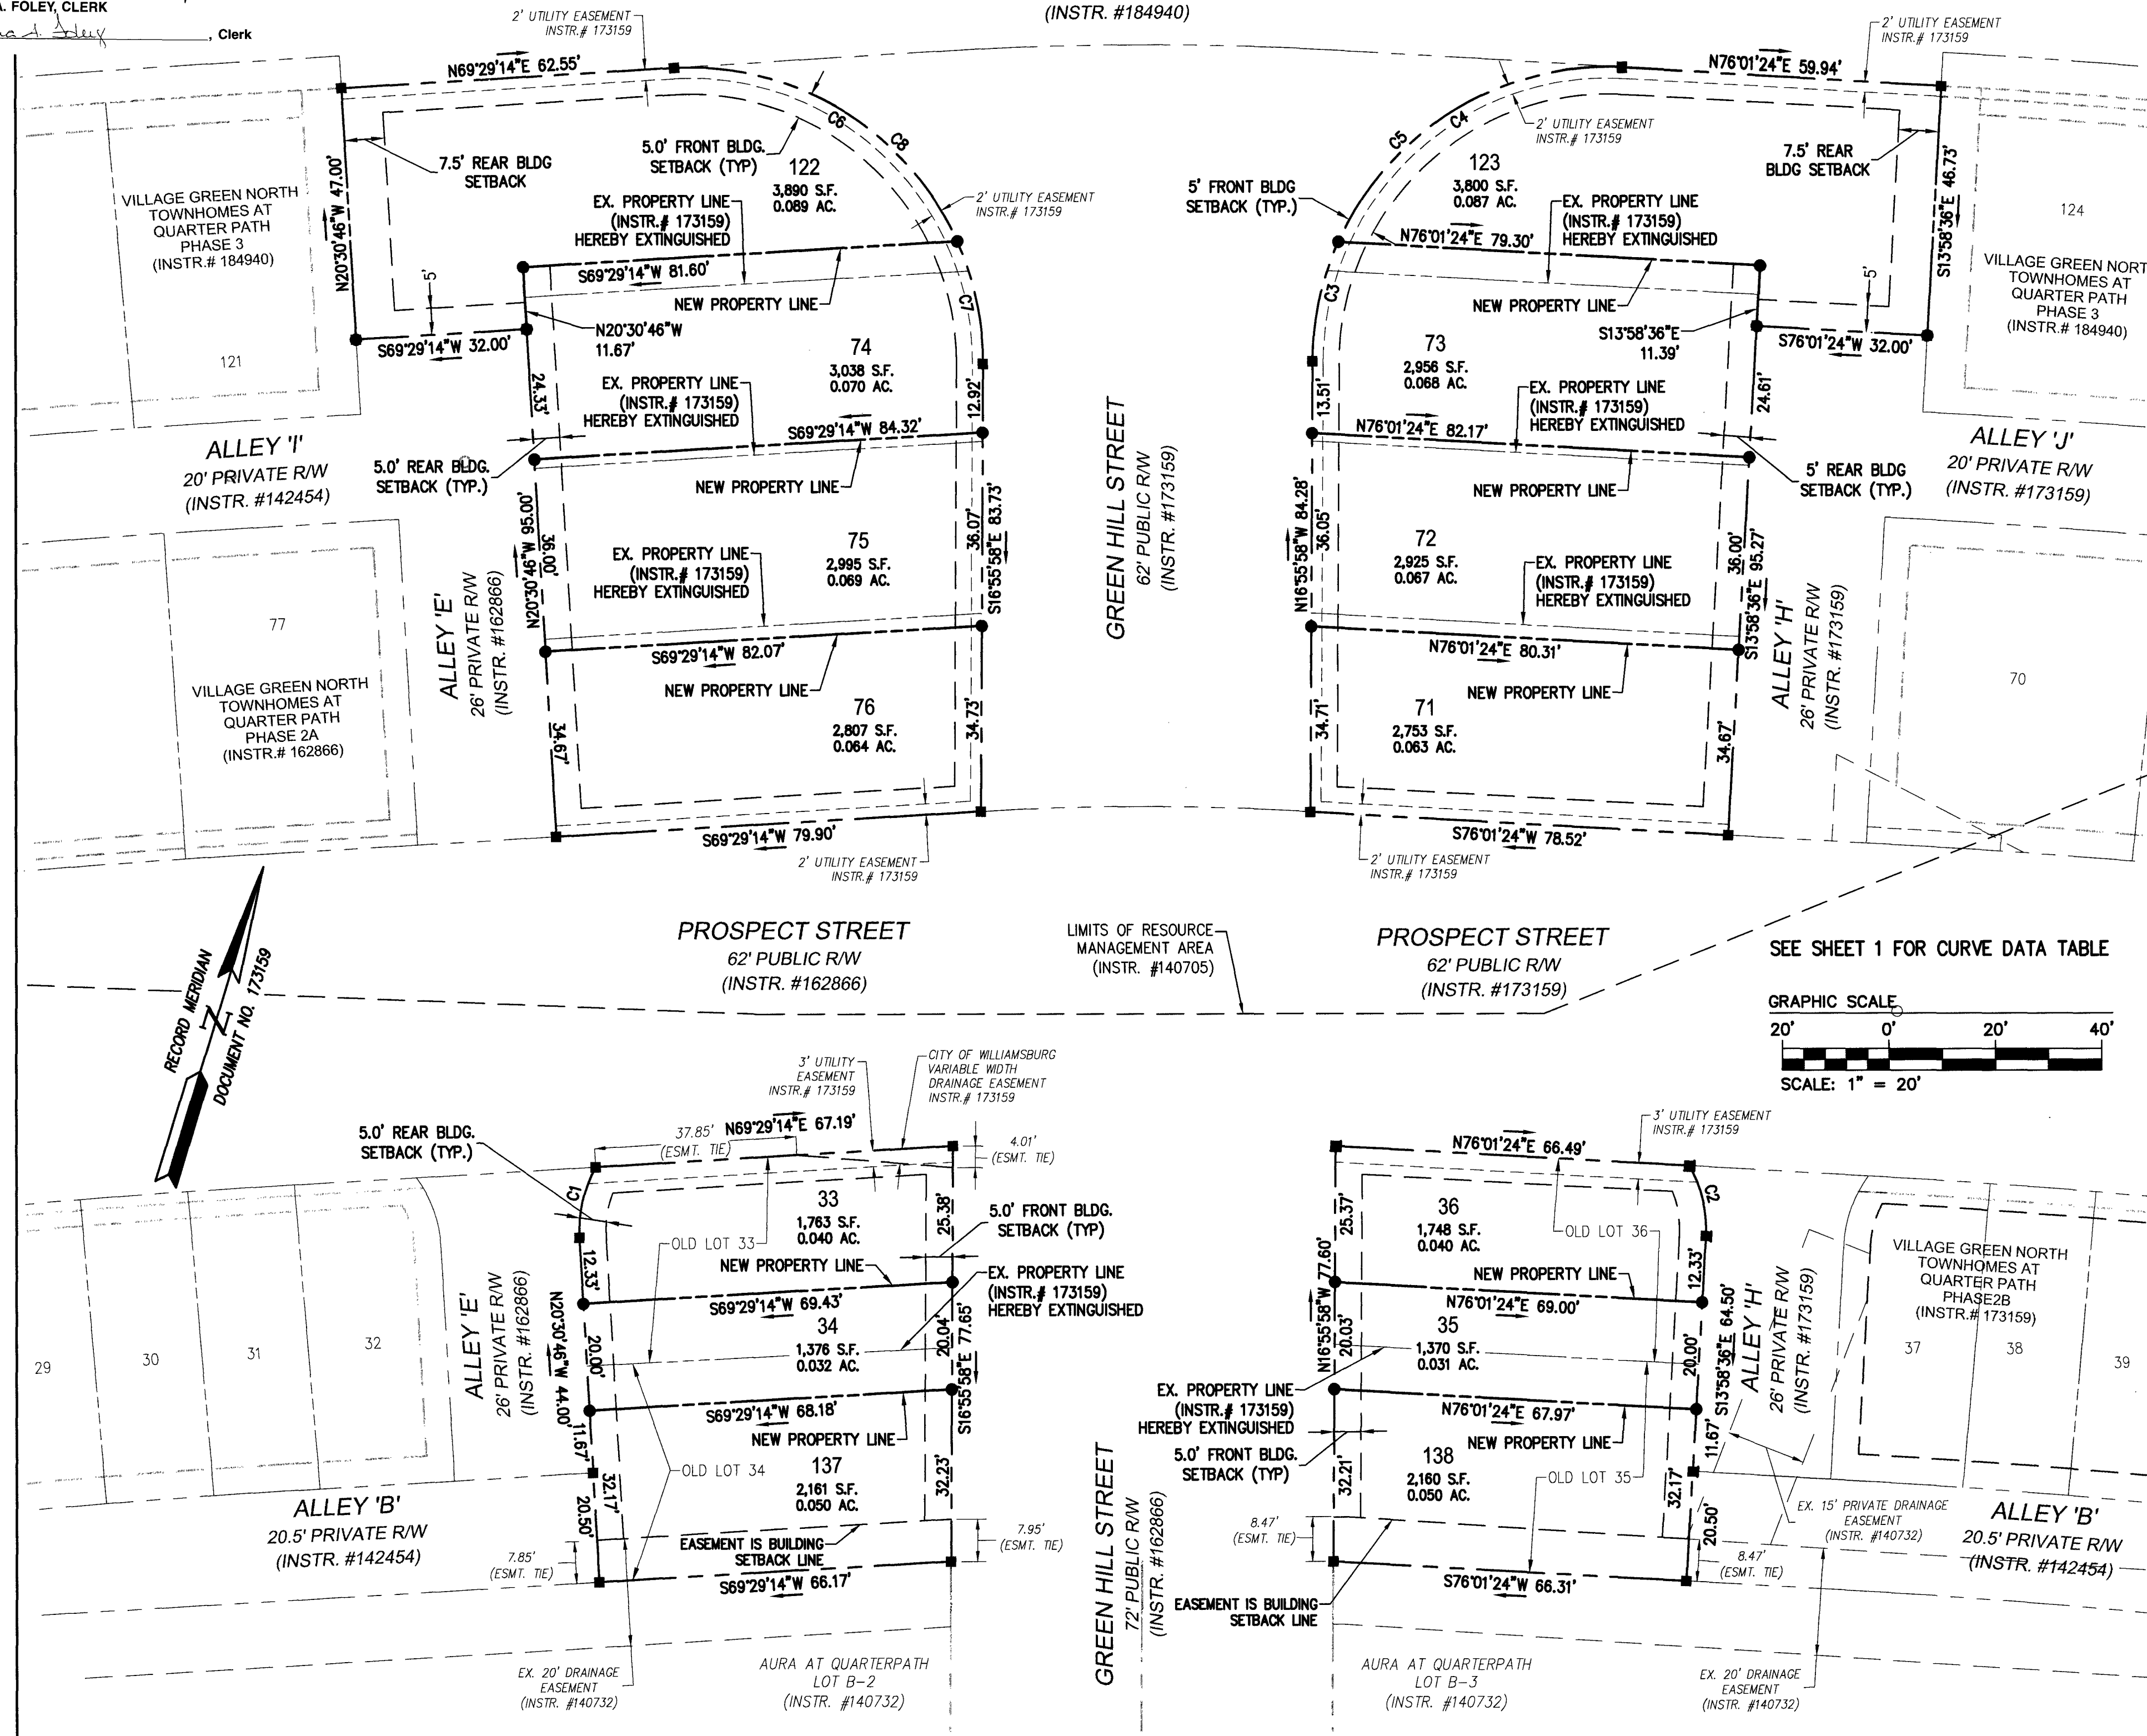 A. FOLEY, CLERK
, Clerk
(INSTR. #184940)
2' UTILITY EASEMENT
INSTR.# 173159
N69°29'14"E 62.55'
C6
C8
5.0' FRONT BLDG.
SETBACK (TYP)
7.5' REAR BLDG
SETBACK
122
3,890 S.F.
0.089 AC.
2' UTILITY EASEMENT
INSTR.# 173159
N20°30'46"W 47.00'
VILLAGE GREEN NORTH
TOWNHOMES AT
QUARTER PATH
PHASE 3
(INSTR.# 184940)
121
EX. PROPERTY LINE
(INSTR.# 173159)
HEREBY EXTINGUISHED
S69°29'14"W 81.60'
NEW PROPERTY LINE
C7
5'
S69°29'14"W 32.00'
N20°30'46"W
11.67'
74
3,038 S.F.
0.070 AC.
24.33'
EX. PROPERTY LINE
(INSTR.# 173159)
HEREBY EXTINGUISHED
12.92'
S69°29'14"W 84.32'
ALLEY 'I'
20' PRIVATE R/W
(INSTR. #142454)
5.0' REAR BLDG.
SETBACK (TYP.)
NEW PROPERTY LINE
N20°30'46"W 95.00'
36.00'
75
2,995 S.F.
0.069 AC.
36.07'
S16°55'58"E 83.73'
EX. PROPERTY LINE
(INSTR.# 173159)
HEREBY EXTINGUISHED
77
VILLAGE GREEN NORTH
TOWNHOMES AT
QUARTER PATH
PHASE 2A
(INSTR.# 162866)
ALLEY 'E'
26' PRIVATE R/W
(INSTR. #162866)
S69°29'14"W 82.07'
NEW PROPERTY LINE
76
2,807 S.F.
0.064 AC.
34.67'
34.73'
S69°29'14"W 79.90'
2' UTILITY EASEMENT
INSTR.# 173159
GREEN HILL STREET
62' PUBLIC R/W
(INSTR. #173159)
2' UTILITY EASEMENT
INSTR.# 173159
N76°01'24"E 59.94'
C5
C4
2' UTILITY EASEMENT
INSTR.# 173159
123
3,800 S.F.
0.087 AC.
7.5' REAR
BLDG SETBACK
S13°58'36"E 46.73'
5' FRONT BLDG
SETBACK (TYP.)
EX. PROPERTY LINE
(INSTR.# 173159)
HEREBY EXTINGUISHED
N76°01'24"E 79.30'
124
VILLAGE GREEN NORT
TOWNHOMES AT
QUARTER PATH
PHASE 3
(INSTR.# 184940)
C3
NEW PROPERTY LINE
5'
S13°58'36"E
11.39'
S76°01'24"W 32.00'
73
2,956 S.F.
0.068 AC.
13.51'
EX. PROPERTY LINE
(INSTR.# 173159)
HEREBY EXTINGUISHED
24.61'
N76°01'24"E 82.17'
NEW PROPERTY LINE
5' REAR BLDG
SETBACK (TYP.)
ALLEY 'J'
20' PRIVATE R/W
(INSTR. #173159)
N16°55'58"W 84.28'
36.05'
72
2,925 S.F.
0.067 AC.
EX. PROPERTY LINE
(INSTR.# 173159)
HEREBY EXTINGUISHED
36.00'
S13°58'36"E 95.27'
N76°01'24"E 80.31'
NEW PROPERTY LINE
71
2,753 S.F.
0.063 AC.
34.71'
34.67'
ALLEY 'H'
26' PRIVATE R/W
(INSTR. #173159)
70
S76°01'24"W 78.52'
2' UTILITY EASEMENT
INSTR.# 173159
RECORD MERIDIAN
N
DOCUMENT NO. 173159
PROSPECT STREET
62' PUBLIC R/W
(INSTR. #162866)
LIMITS OF RESOURCE
MANAGEMENT AREA
(INSTR. #140705)
PROSPECT STREET
62' PUBLIC R/W
(INSTR. #173159)
SEE SHEET 1 FOR CURVE DATA TABLE
GRAPHIC SCALE
20' 0' 20' 40'
SCALE: 1" = 20'
3' UTILITY
EASEMENT
INSTR.# 173159
CITY OF WILLIAMSBURG
VARIABLE WIDTH
DRAINAGE EASEMENT
INSTR.# 173159
5.0' REAR BLDG.
SETBACK (TYP.)
37.85'
(ESMT. TIE)
N69°29'14"E 67.19'
4.01'
(ESMT. TIE)
C1
33
1,763 S.F.
0.040 AC.
25.38'
5.0' FRONT BLDG.
SETBACK (TYP)
OLD LOT 33
NEW PROPERTY LINE
12.33'
S69°29'14"W 69.43'
EX. PROPERTY LINE
(INSTR.# 173159)
HEREBY EXTINGUISHED
34
1,376 S.F.
0.032 AC.
20.00'
20.04'
S16°55'58"E 77.65'
N20°30'46"W 44.00'
S69°29'14"W 68.18'
NEW PROPERTY LINE
11.67'
OLD LOT 34
137
2,161 S.F.
0.050 AC.
32.17'
20.50'
32.23'
EASEMENT IS BUILDING
SETBACK LINE
7.95'
(ESMT. TIE)
7.85'
(ESMT. TIE)
S69°29'14"W 66.17'
29
30
31
32
ALLEY 'E'
26' PRIVATE R/W
(INSTR. #162866)
ALLEY 'B'
20.5' PRIVATE R/W
(INSTR. #142454)
EX. 20' DRAINAGE
EASEMENT
(INSTR. #140732)
AURA AT QUARTERPATH
LOT B-2
(INSTR. #140732)
GREEN HILL STREET
72' PUBLIC R/W
(INSTR. #162866)
3' UTILITY EASEMENT
INSTR.# 173159
N76°01'24"E 66.49'
C2
36
1,748 S.F.
0.040 AC.
25.37'
OLD LOT 36
NEW PROPERTY LINE
12.33'
N76°01'24"E 69.00'
N16°55'58"W 77.60'
20.03'
35
1,370 S.F.
0.031 AC.
20.00'
S13°58'36"E 64.50'
EX. PROPERTY LINE
(INSTR.# 173159)
HEREBY EXTINGUISHED
N76°01'24"E 67.97'
NEW PROPERTY LINE
11.67'
5.0' FRONT BLDG.
SETBACK (TYP)
138
2,160 S.F.
0.050 AC.
OLD LOT 35
32.21'
32.17'
20.50'
8.47'
(ESMT. TIE)
8.47'
(ESMT. TIE)
S76°01'24"W 66.31'
EASEMENT IS BUILDING
SETBACK LINE
ALLEY 'H'
26' PRIVATE R/W
(INSTR. #173159)
VILLAGE GREEN NORTH
TOWNHOMES AT
QUARTER PATH
PHASE2B
(INSTR.# 173159)
37
38
39
EX. 15' PRIVATE DRAINAGE
EASEMENT
(INSTR. #140732)
ALLEY 'B'
20.5' PRIVATE R/W
(INSTR. #142454)
AURA AT QUARTERPATH
LOT B-3
(INSTR. #140732)
EX. 20' DRAINAGE
EASEMENT
(INSTR. #140732)